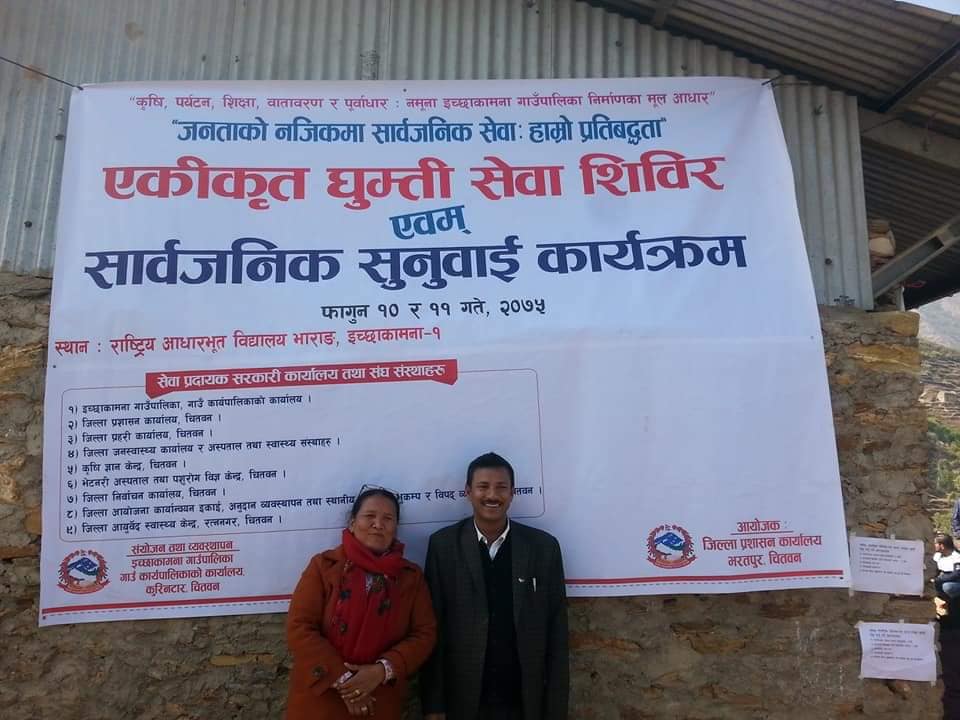 "कृषि, पर्यटन, शिक्षा, वातावरण र पूर्वाधार : नमूना इच्छाकामना गाउँपालिका निर्माणका मूल आधार"
"जनताको नजिकमा सार्वजनिक सेवा: हाम्रो प्रतिबद्धता"
एकीकृत घुम्ती सेवा शिविर
एवम्
सार्वजनिक सुनुवाई कार्यक्रम
फागुन १० र ११ गते, २०७५
स्थान : राष्ट्रिय आधारभूत विद्यालय भाराङ, इच्छाकामना-१
सेवा प्रदायक सरकारी कार्यालय तथा संघ संस्थाहरू
१) इच्छाकामना गाउँपालिका, गाउँ कार्यपालिकाको कार्यालय ।
२) जिल्ला प्रशासन कार्यालय, चितवन ।
३) जिल्ला प्रहरी कार्यालय, चितवन ।
४) जिल्ला जनस्वास्थ्य कार्यालय र अस्पताल तथा स्वास्थ्य संस्थाहरु ।
५) कृषि ज्ञान केन्द्र, चितवन ।
६) भेटनरी अस्पताल तथा पशुरोग विज्ञ केन्द्र, चितवन ।
७) जिल्ला निर्वाचन कार्यालय, चितवन ।
८) जिल्ला आयोजना कार्यान्वयन इकाई, अनुदान व्यवस्थापन तथा स्थानीय र विपद् चितवन ।
९) जिल्ला आयुर्वेद स्वास्थ्य केन्द्र, रत्ननगर, चितवन ।
संयोजन तथा व्यवस्थापन
इच्छाकामना गाउँपालिका
गाउँ कार्यपालिकाको कार्यालय,
कुरिनटार, चितवन
आयोजक :
जिल्ला प्रशासन कार्यालय
भरतपुर, चितवन